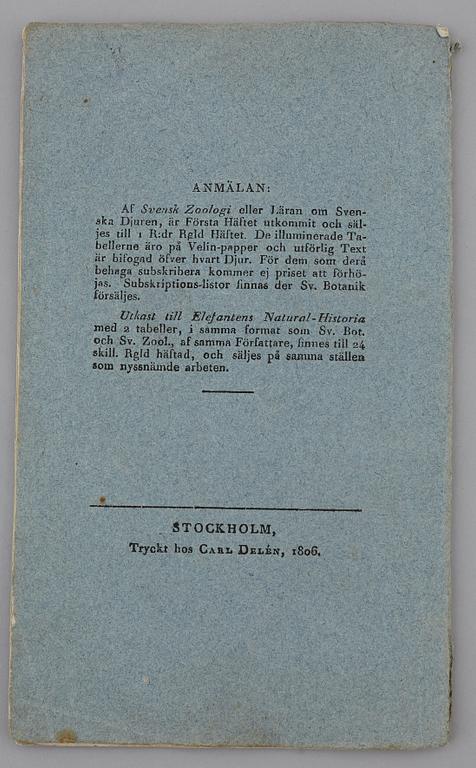 ANMÄLAN:
Af Svensk Zoologi eller Läran om Sven-
ska Djuren, är Första Häftet utkommit och säl-
jes till 1 R:dr Rgld Häftet. De illuminerade Ta-
bellerne äro på Velin-papper och utförlig Text
är bifogad öfver hvart Djur. För dem som derå
behaga subskribera kommer ej priset att förhö-
jas. Subskriptions-listor finnas der Sv. Botanik
försäljes.
Utkast till Elefantens Natural-Historia
med 2 tabeller, i samma format som Sv. Bot.
och Sv. Zool., af samma Författare, finnes till 24
skill. Rgld häftad, och säljes på samma ställen
som nyssnämde arbeten.
STOCKHOLM,
Tryckt hos CARL DELÉN, 1806.